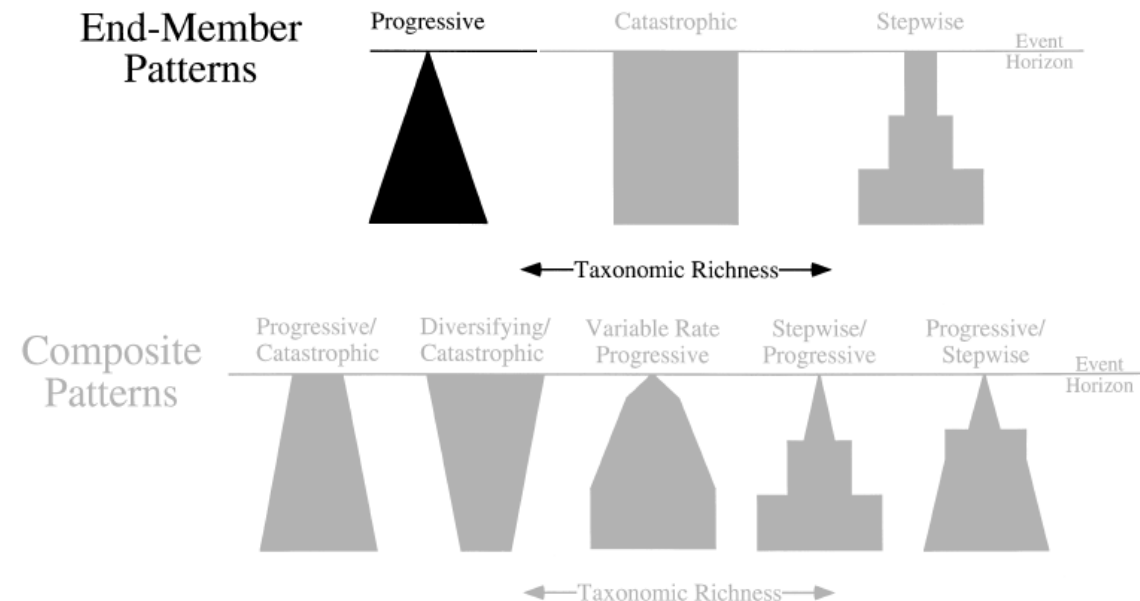 End-Member
Patterns
Progressive
Catastrophic
Stepwise
Event
Horizon
Taxonomic Richness
Composite
Patterns
Progressive/
Catastrophic
Diversifying/
Catastrophic
Variable Rate
Progressive
Stepwise/
Progressive
Progressive/
Stepwise
Event
Horizon
Taxonomic Richness